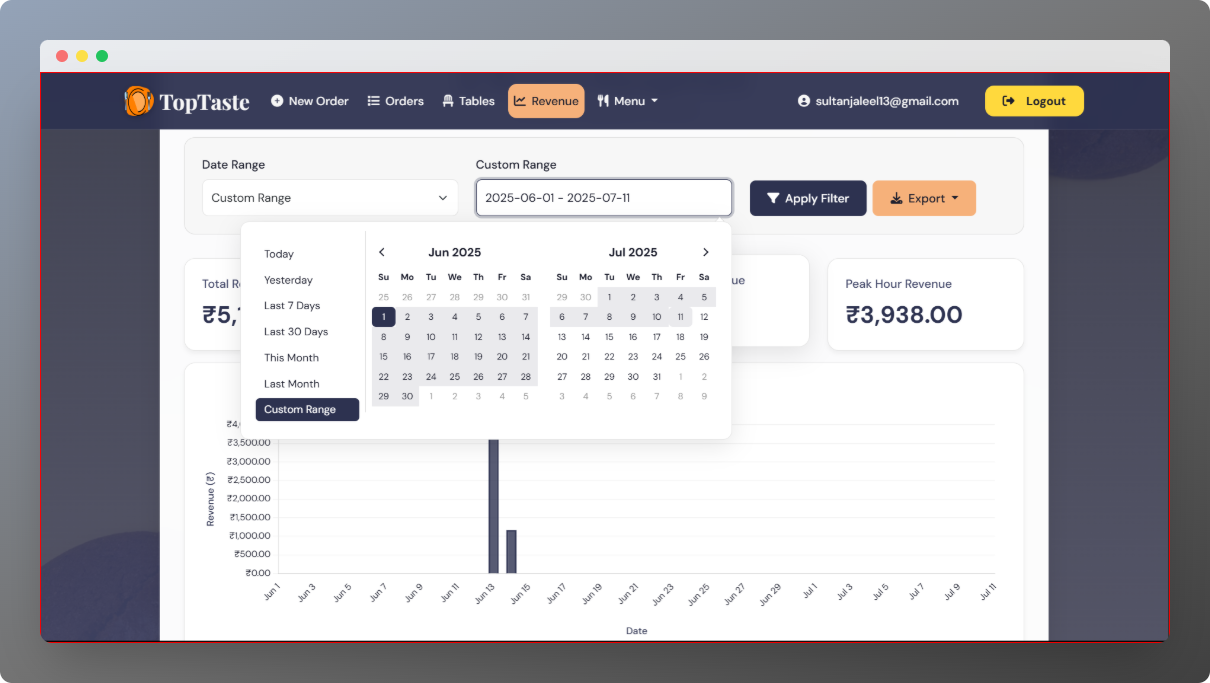 TopTaste New Order Orders Tables Revenue Menu sultanjaleel13@gmail.com Logout
Date Range Custom Range
Custom Range 2025-06-01 - 2025-07-11 Apply Filter Export
Today
Yesterday
Last 7 Days
Last 30 Days
This Month
Last Month
Custom Range
Jun 2025
Su Mo Tu We Th Fr Sa
25 26 27 28 29 30 31
1 2 3 4 5 6 7
8 9 10 11 12 13 14
15 16 17 18 19 20 21
22 23 24 25 26 27 28
29 30 1 2 3 4 5
Jul 2025
Su Mo Tu We Th Fr Sa
29 30 1 2 3 4 5
6 7 8 9 10 11 12
13 14 15 16 17 18 19
20 21 22 23 24 25 26
27 28 29 30 31 1 2
3 4 5 6 7 8 9
Total
₹5,
ue
Peak Hour Revenue
₹3,938.00
Revenue (₹)
₹4,
₹3,500.00
₹3,000.00
₹2,500.00
₹2,000.00
₹1,500.00
₹1,000.00
₹500.00
₹0.00
Jun 1 Jun 3 Jun 5 Jun 7 Jun 9 Jun 11 Jun 13 Jun 15 Jun 17 Jun 19 Jun 21 Jun 23 Jun 25 Jun 27 Jun 29 Jul 1 Jul 3 Jul 5 Jul 7 Jul 9 Jul 11
Date